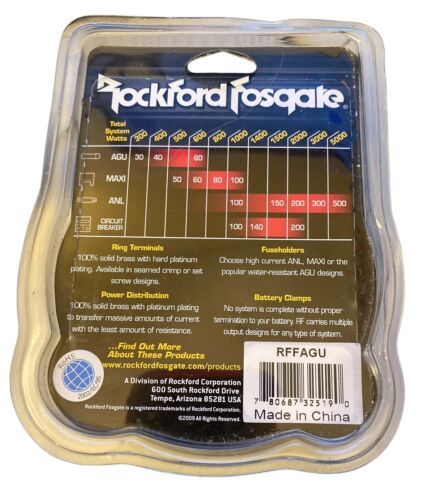 Rockford Fosgate®
Total
System
Watts
300 400 500 600 800 1000 1400 1500 2000 3000 5000
AGU 30 40 60
MAXI 50 60 80 100
ANL 100 150 200 300 500
CIRCUIT
BREAKER 100 140 200
Ring Terminals
100% solid brass with hard platinum
plating. Available in seamed crimp or set
screw designs.
Fuseholders
Choose high current ANL, MAXI or the
popular water-resistant AGU designs.
Power Distribution
100% solid brass with platinum plating
to transfer massive amounts of current
with the least amount of resistance.
Battery Clamps
No system is complete without proper
termination to your battery. RF carries multiple
output designs for any type of system.
...Find Out More
About These Products
rockfordfosgate.com/products
A Division of Rockford Corporation
600 South Rockford Drive
Tempe, Arizona 85281 USA
Rockford Fosgate is a registered trademarks of Rockford Corporation.
©2009 All Rights Reserved.
RoHS
2002/95/EC
RFFAGU
7 80687 32519 0
Made in China